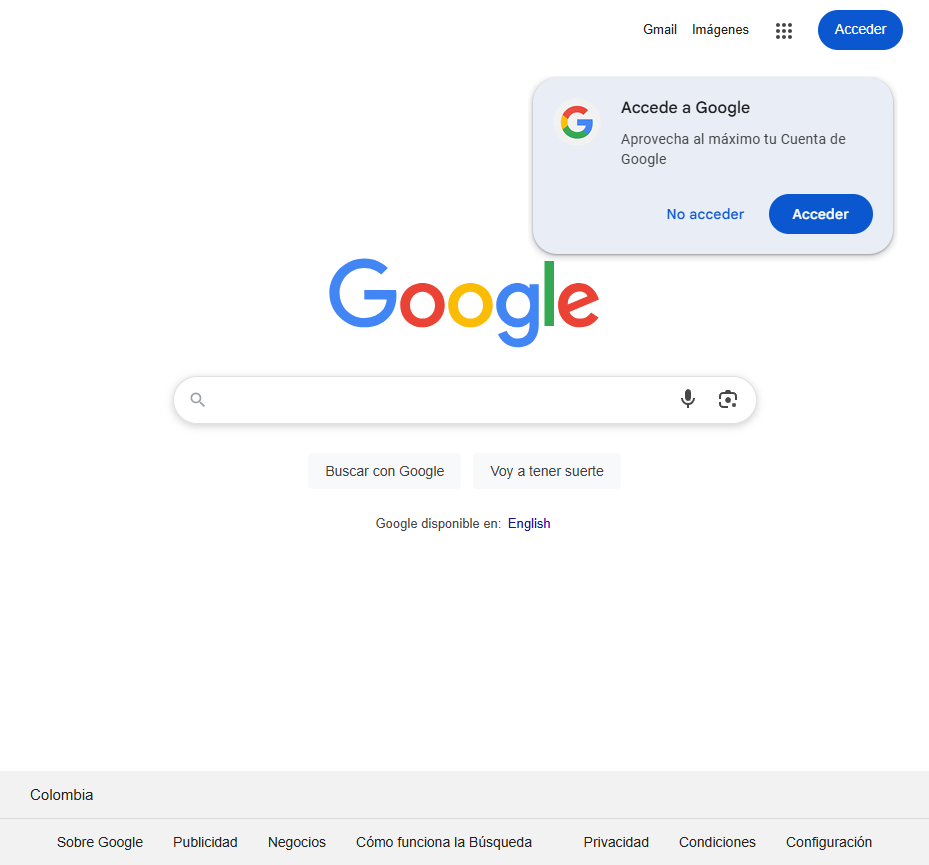 Gmail Imágenes Acceder
Accede a Google
Aprovecha al máximo tu Cuenta de
Google
No acceder Acceder
Google
Buscar con Google Voy a tener suerte
Google disponible en: English
Colombia
Sobre Google Publicidad Negocios Cómo funciona la Búsqueda Privacidad Condiciones Configuración